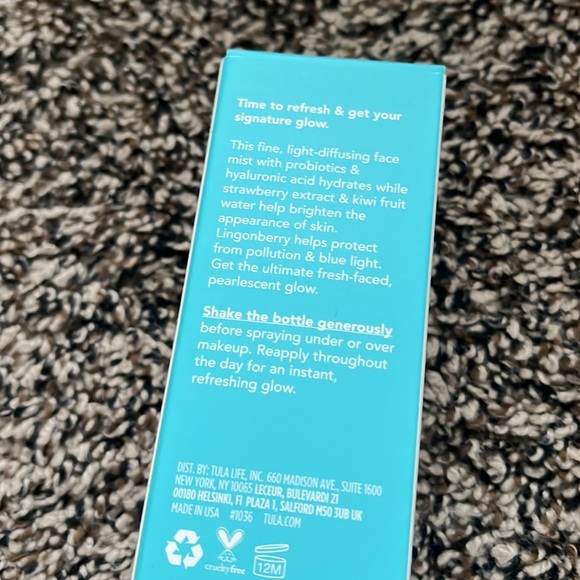 Time to refresh & get your
signature glow.
This fine, light-diffusing face
mist with probiotics &
hyaluronic acid hydrates while
strawberry extract & kiwi fruit
water help brighten the
appearance of skin.
Lingonberry helps protect
from pollution & blue light.
Get the ultimate fresh-faced,
pearlescent glow.
Shake the bottle generously
before spraying under or over
makeup. Reapply throughout
the day for an instant,
refreshing glow.
DIST. BY: TULA LIFE, INC. 660 MADISON AVE., SUITE 1600
NEW YORK, NY 10065 LECEUR, BULEVARDI 21
00180 HELSINKI, FI PLAZA 1, SALFORD M50 3UB UK
MADE IN USA #1036 TULA.COM
crueltyfree
12M